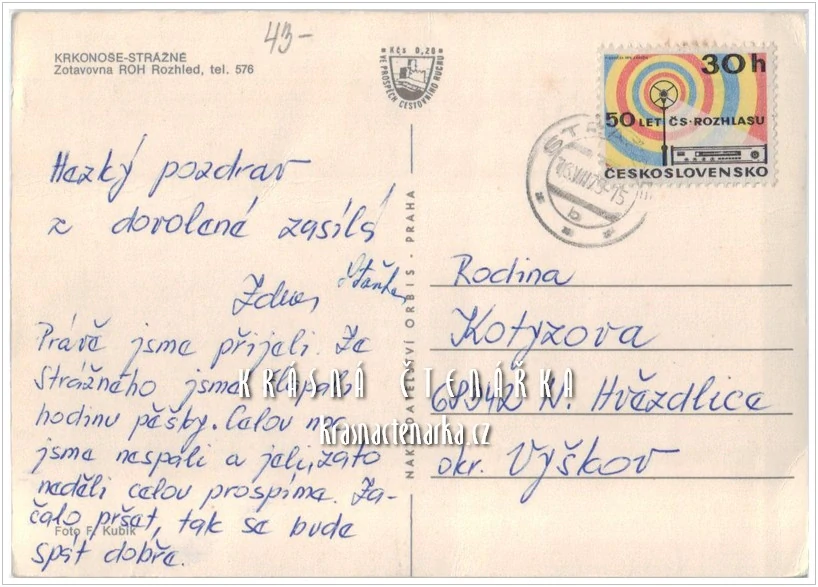 43-
KRKONOŠE-STRÁŽNÉ
Zotavovna ROH Rozhled, tel. 576
Kčs 0,20
VE PROSPĚCH CESTOVNÍHO RUCHU
30h
50 LET ČS. ROZHLASU
ČESKOSLOVENSKO
Hezký pozdrav
z dovolené zasílá
Právě jsme přijeli. Ze
Strážného jsme šlapali
hodinu pěšky. Celou noc
jsme nespali a jeli, zato
neděli celou prospíme. Za-
čalo pršet, tak se bude
spát dobře.
Foto F. Kubík
NAKLADATELSTVÍ ORBIS - PRAHA
Rodina
Kotyzova
68342 N. Hvězdlice
okr. Vyškov
KRÁSNÁ ČTENÁŘKA
krasnactenarka.cz